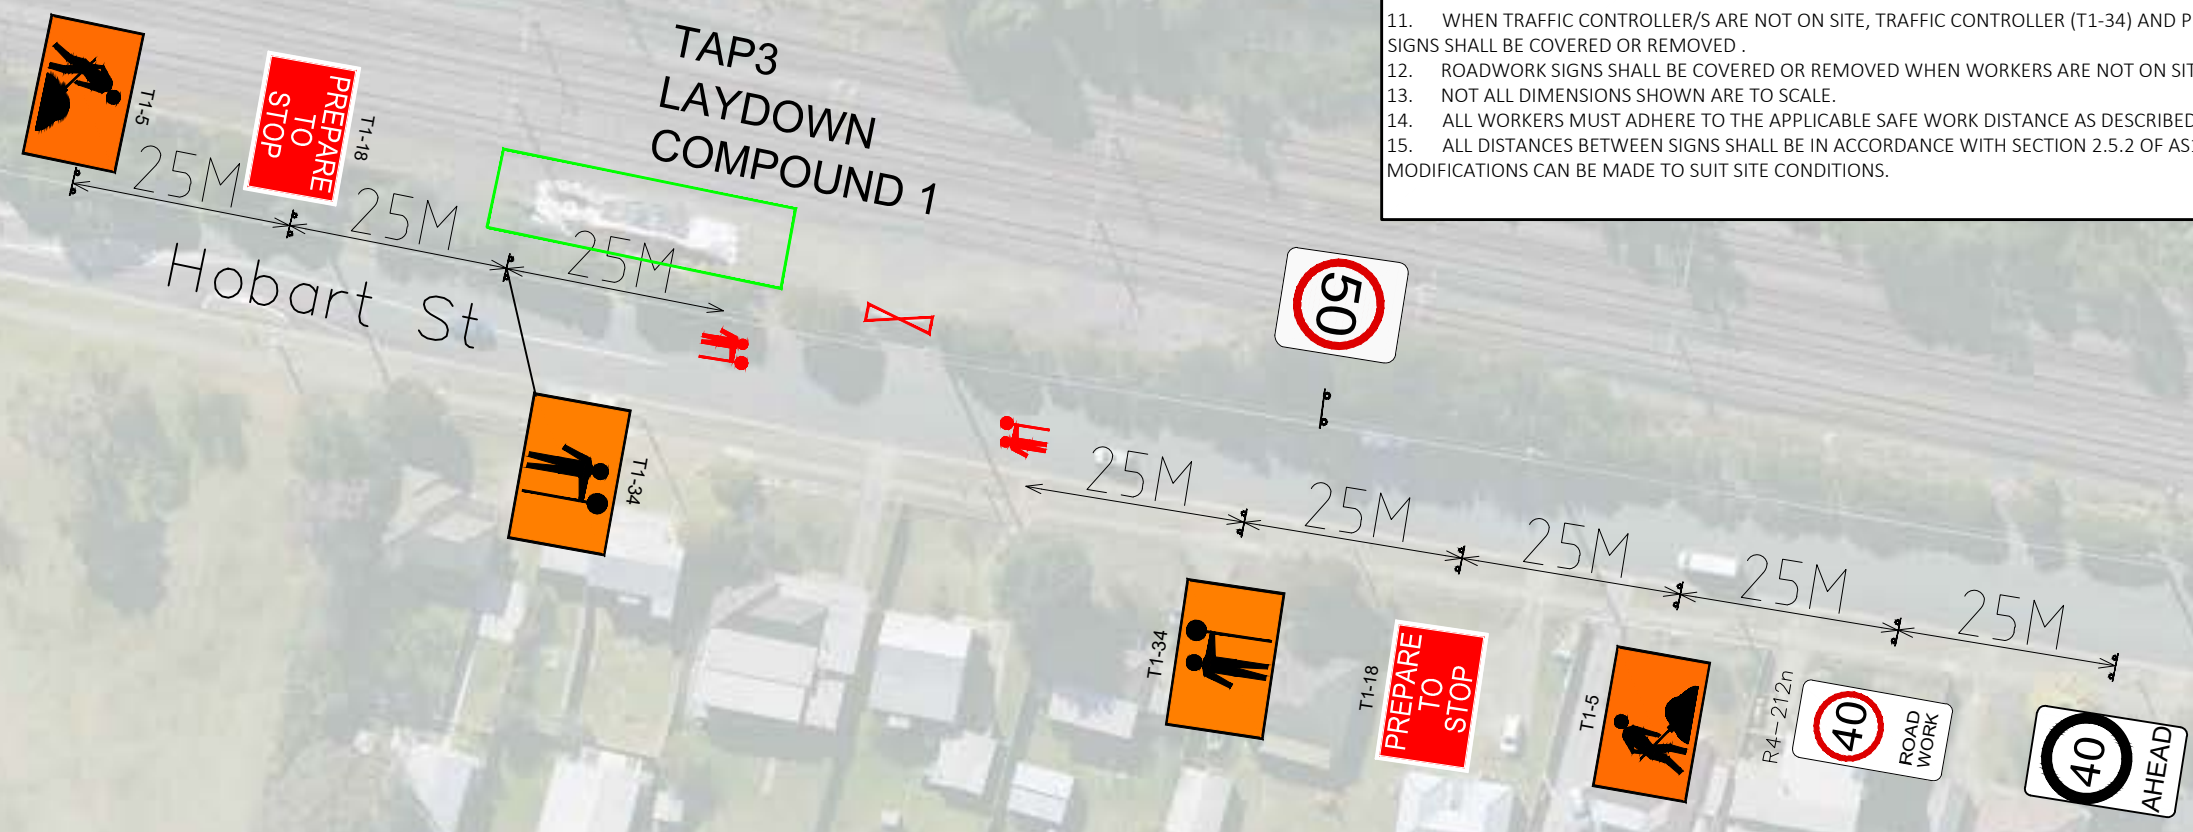 11. WHEN TRAFFIC CONTROLLER/S ARE NOT ON SITE, TRAFFIC CONTROLLER (T1-34) AND P
SIGNS SHALL BE COVERED OR REMOVED .
12. ROADWORK SIGNS SHALL BE COVERED OR REMOVED WHEN WORKERS ARE NOT ON SIT
13. NOT ALL DIMENSIONS SHOWN ARE TO SCALE.
14. ALL WORKERS MUST ADHERE TO THE APPLICABLE SAFE WORK DISTANCE AS DESCRIBED
15. ALL DISTANCES BETWEEN SIGNS SHALL BE IN ACCORDANCE WITH SECTION 2.5.2 OF AS1
MODIFICATIONS CAN BE MADE TO SUIT SITE CONDITIONS.
TAP3
LAYDOWN
COMPOUND 1
T1-5
PREPARE
TO
STOP
T1-18
25M
25M
25M
Hobart St
T1-34
50
25M
25M
25M
25M
25M
T1-34
T1-18
PREPARE
TO
STOP
T1-5
R4-212n
40
ROAD
WORK
40
AHEAD